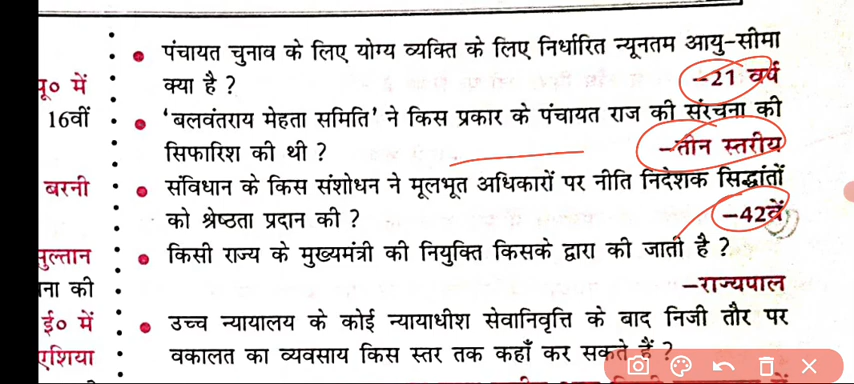 पंचायत चुनाव के लिए योग्य व्यक्ति के लिए निर्धारित न्यूनतम आयु-सीमा
क्या है ? –21 वर्ष
‘बलवंतराय मेहता समिति’ ने किस प्रकार के पंचायत राज की संरचना की
सिफारिश की थी ? –तीन स्तरीय
संविधान के किस संशोधन ने मूलभूत अधिकारों पर नीति निदेशक सिद्धांतों
को श्रेष्ठता प्रदान की ? –42वें
किसी राज्य के मुख्यमंत्री की नियुक्ति किसके द्वारा की जाती है ?
–राज्यपाल
उच्च न्यायालय के कोई न्यायाधीश सेवानिवृत्ति के बाद निजी तौर पर
वकालत का व्यवसाय किस स्तर तक कहाँ कर सकते हैं ?
में
16वीं
बरनी
की
ई० में
एशिया